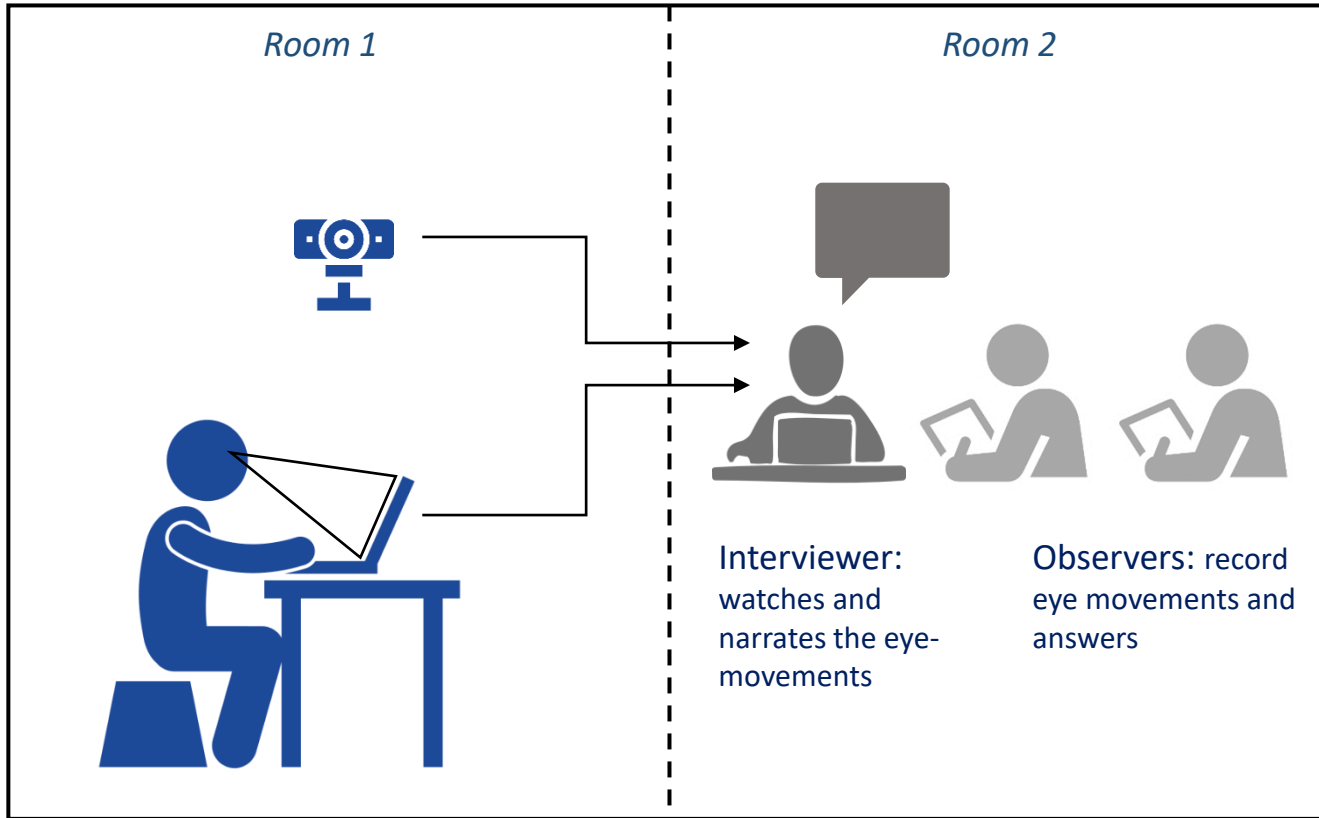 Room 1
Room 2
Interviewer:
watches and
narrates the eye-
movements
Observers: record
eye movements and
answers